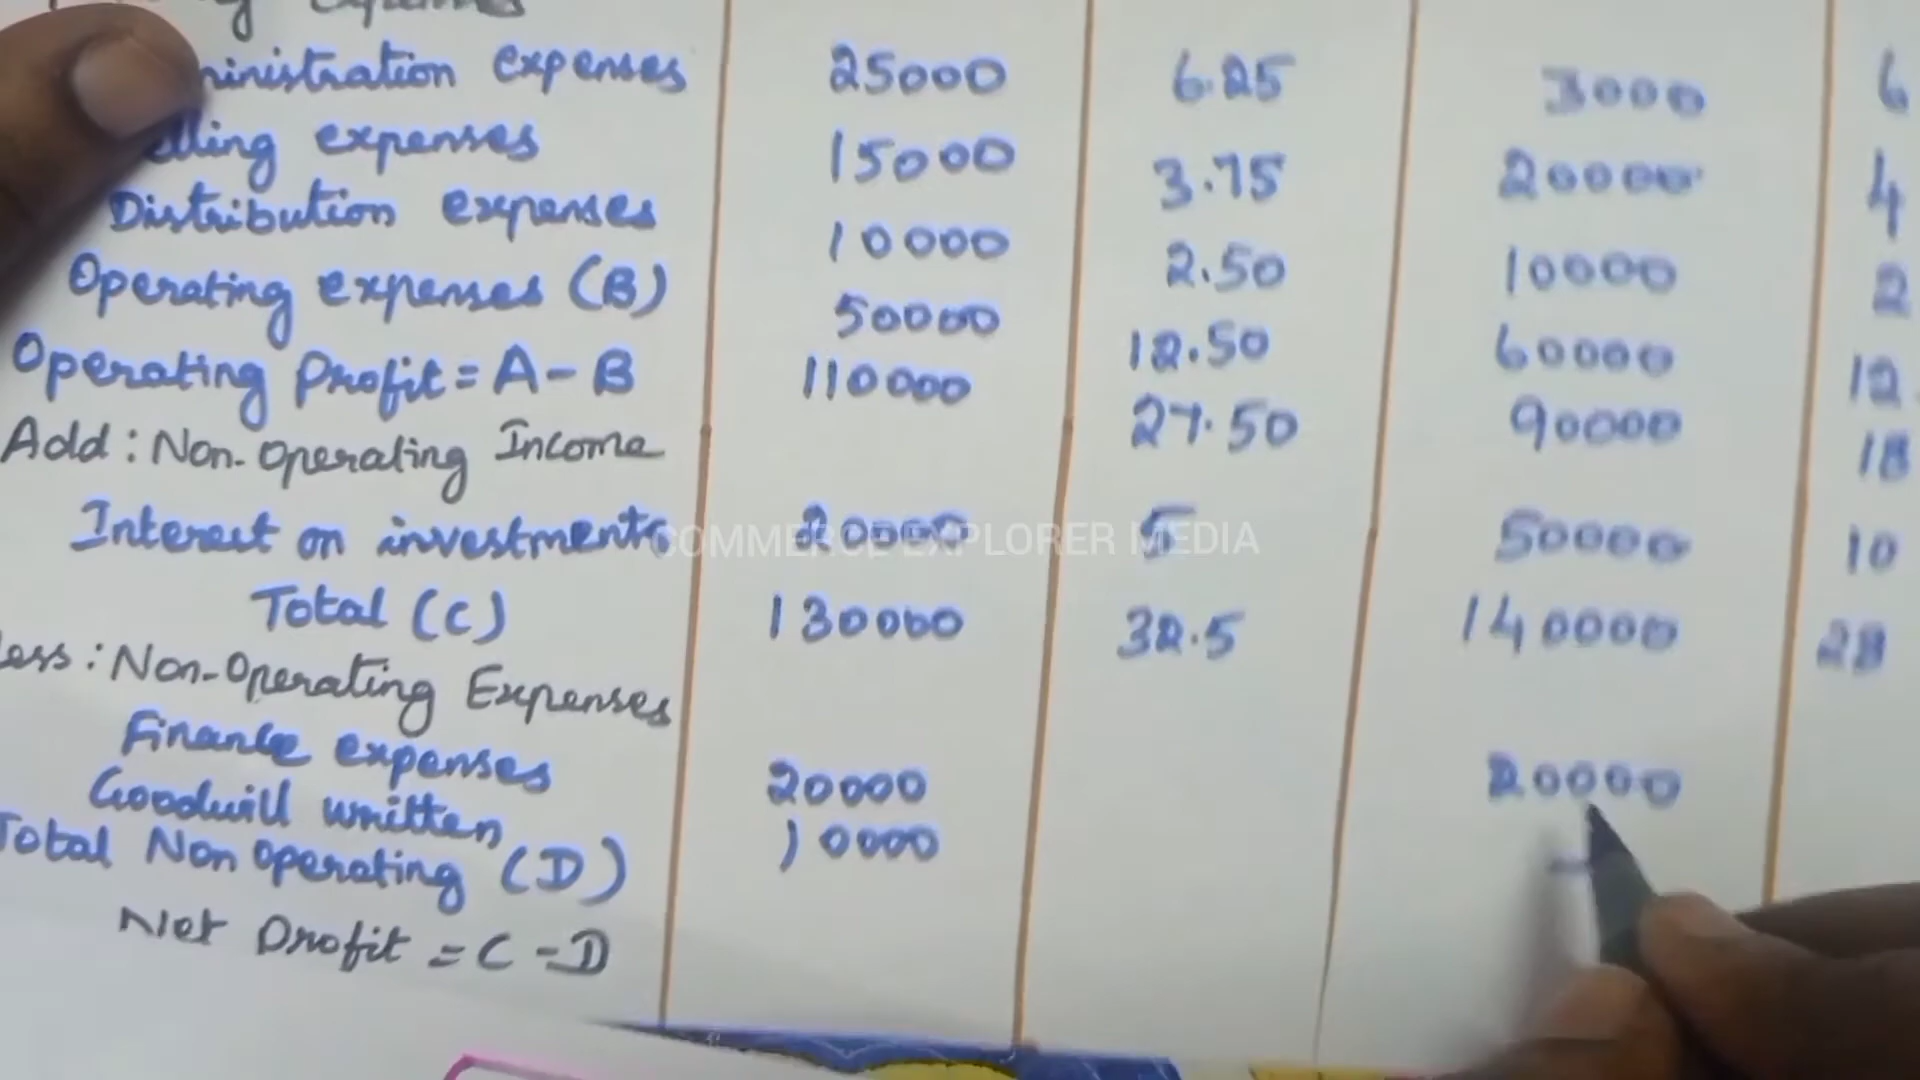 ministration expenses 25000 6.25 3000 6
lling expenses 15000 3.75 20000 4
Distribution expenses 10000 2.50 10000 2
Operating expenses (B) 50000 12.50 60000 12.
Operating Profit = A - B 110000 27.50 90000 18
Add : Non-Operating Income
Interest on investments 20000 5 50000 10
COMMERCE EXPLORER MEDIA
Total (C) 130000 32.5 140000 28
ess : Non-Operating Expenses
Finance expenses 20000 20000
Goodwill written 10000 -
Total Non Operating (D)
Net Profit = C - D